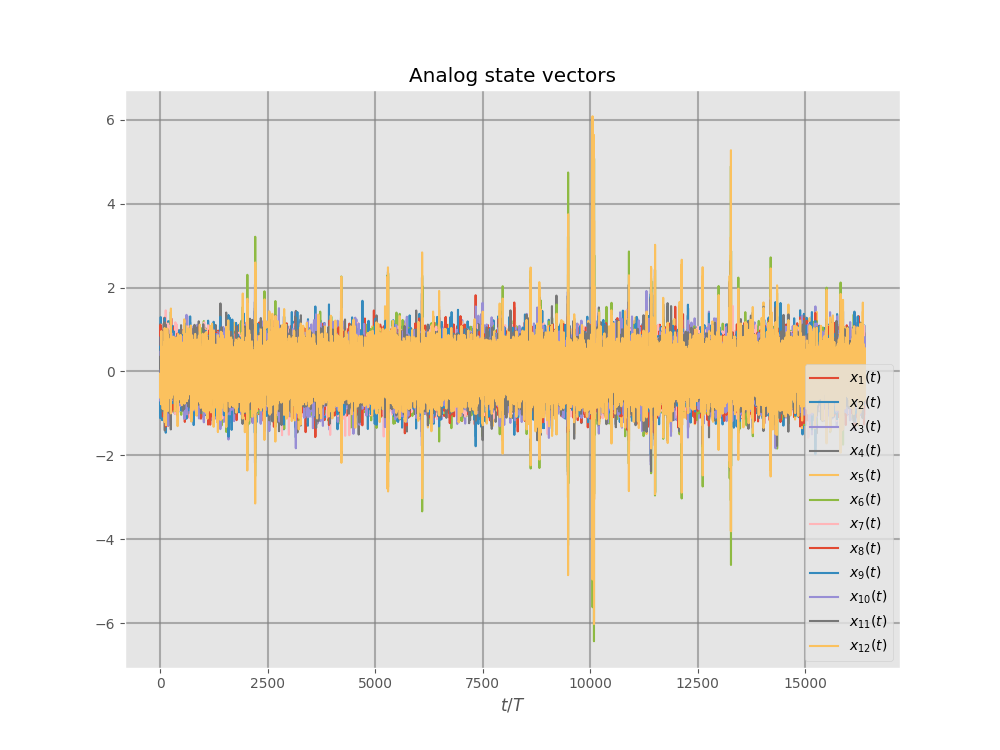 Analog state vectors
6
4
2
0
−2
−4
−6
x₁(t)
x₂(t)
x₃(t)
x₄(t)
x₅(t)
x₆(t)
x₇(t)
x₈(t)
x₉(t)
x₁₀(t)
x₁₁(t)
x₁₂(t)
0 2500 5000 7500 10000 12500 15000
t/T